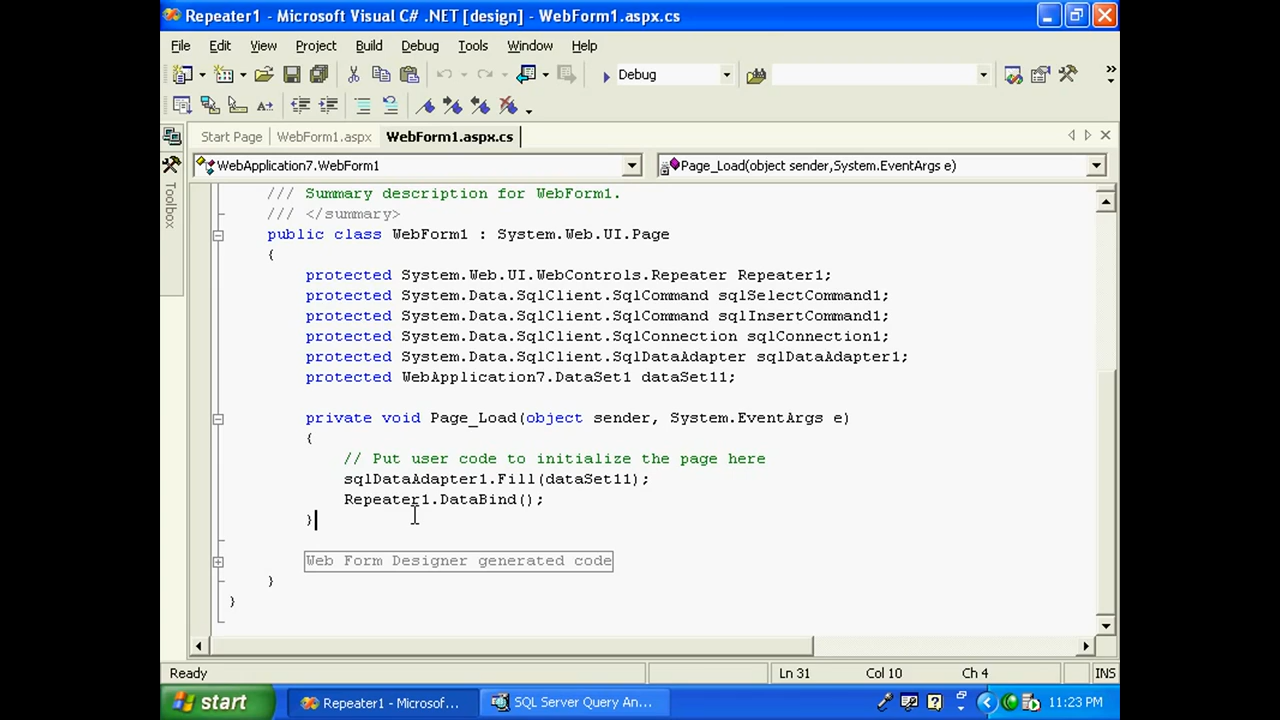 Repeater1 - Microsoft Visual C# .NET [design] - WebForm1.aspx.cs
File Edit View Project Build Debug Tools Window Help
Debug
Start Page WebForm1.aspx WebForm1.aspx.cs
WebApplication7.WebForm1 Page_Load(object sender,System.EventArgs e)
Toolbox
/// Summary description for WebForm1.
/// </summary>
public class WebForm1 : System.Web.UI.Page
{
protected System.Web.UI.WebControls.Repeater Repeater1;
protected System.Data.SqlClient.SqlCommand sqlSelectCommand1;
protected System.Data.SqlClient.SqlCommand sqlInsertCommand1;
protected System.Data.SqlClient.SqlConnection sqlConnection1;
protected System.Data.SqlClient.SqlDataAdapter sqlDataAdapter1;
protected WebApplication7.DataSet1 dataSet11;
private void Page_Load(object sender, System.EventArgs e)
{
// Put user code to initialize the page here
sqlDataAdapter1.Fill(dataSet11);
Repeater1.DataBind();
}
Web Form Designer generated code
}
}
Ready Ln 31 Col 10 Ch 4 INS
start Repeater1 - Microsof... SQL Server Query An... 11:23 PM